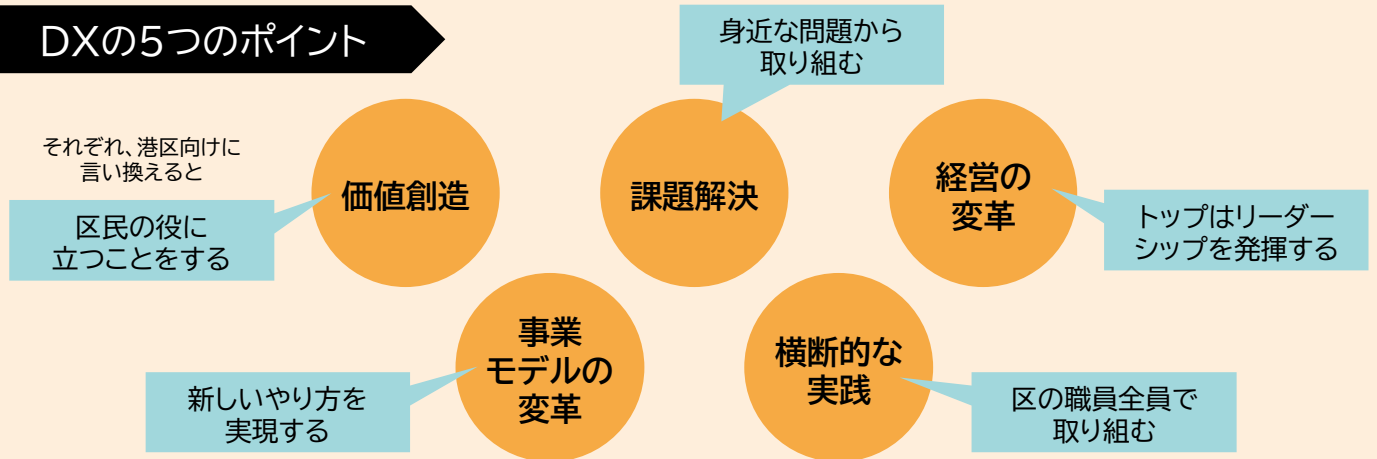 DXの5つのポイント
身近な問題から
取り組む
それぞれ、港区向けに
言い換えると
価値創造
課題解決
経営の
変革
区民の役に
立つことをする
トップはリーダー
シップを発揮する
事業
モデルの
変革
横断的な
実践
新しいやり方を
実現する
区の職員全員で
取り組む